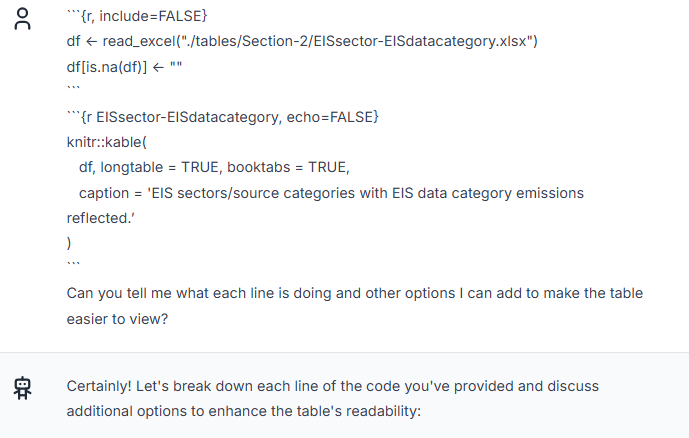 ```{r, include=FALSE}
df <- read_excel("./tables/Section-2/EISsector-EISdatacategory.xlsx")
df[is.na(df)] <- ""
```
```{r EISsector-EISdatacategory, echo=FALSE}
knitr::kable(
df, longtable = TRUE, booktabs = TRUE,
caption = 'EIS sectors/source categories with EIS data category emissions
reflected.’
)
```
Can you tell me what each line is doing and other options I can add to make the table
easier to view?
Certainly! Let's break down each line of the code you've provided and discuss
additional options to enhance the table's readability: